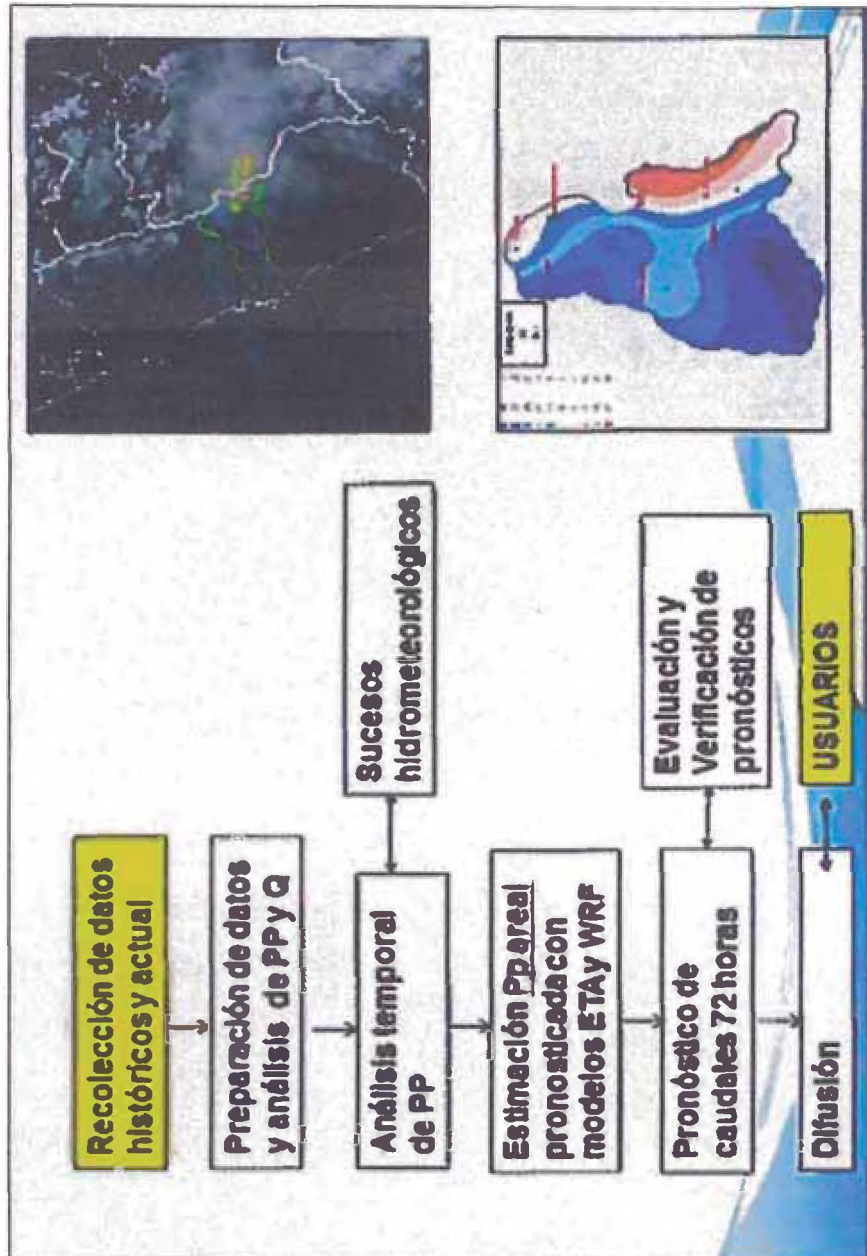 Recolección de datos
históricos y actual
Preparación de datos
y análisis de PP y Q
Análisis temporal
de PP
Sucesos
hidrometeorológicos
Estimación Pp areal
pronosticada con
modelos ETA y WRF
Pronóstico de
caudales 72 horas
Evaluación y
Verificación de
pronósticos
Difusión
USUARIOS